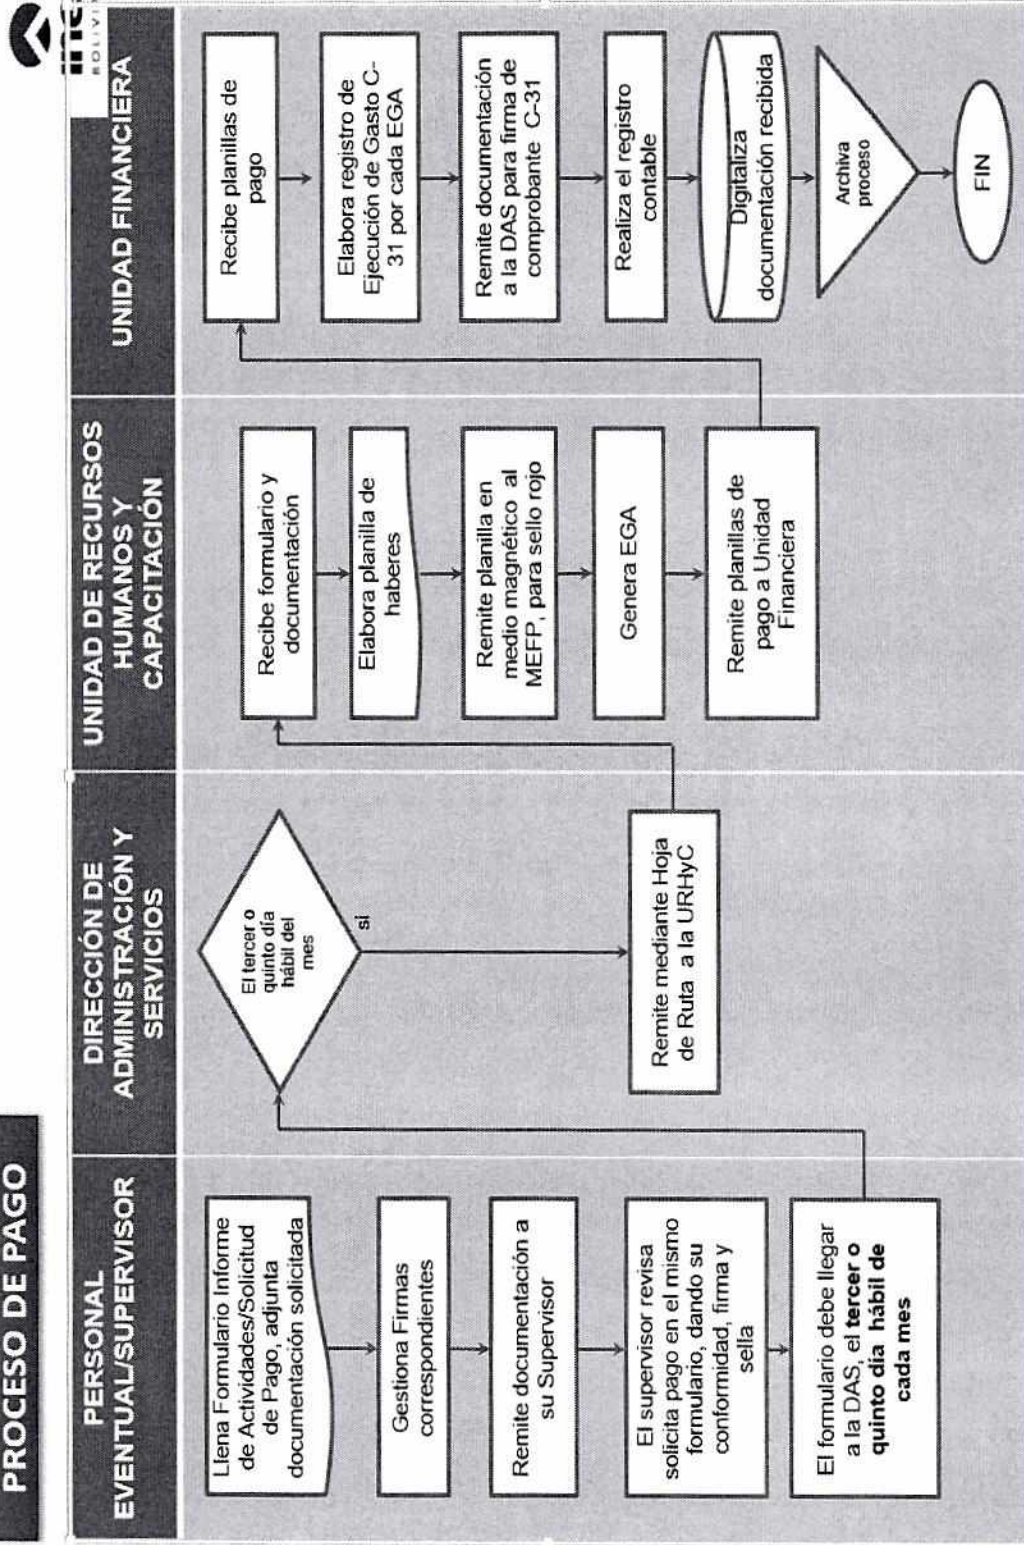 PROCESO DE PAGO
BOLIVI
PERSONAL
EVENTUAL/SUPERVISOR
Llena Formulario Informe
de Actividades/Solicitud
de Pago, adjunta
documentación solicitada
Gestiona Firmas
correspondientes
Remite documentación a
su Supervisor
El supervisor revisa
solicita pago en el mismo
formulario, dando su
conformidad, firma y
sella
El formulario debe llegar
a la DAS, el tercer o
quinto día hábil de
cada mes
DIRECCIÓN DE
ADMINISTRACIÓN Y
SERVICIOS
El tercer o
quinto día
hábil del
mes
si
Remite mediante Hoja
de Ruta a la URHyC
UNIDAD DE RECURSOS
HUMANOS Y
CAPACITACIÓN
Recibe formulario y
documentación
Elabora planilla de
haberes
Remite planilla en
medio magnético al
MEFP, para sello rojo
Genera EGA
Remite planillas de
pago a Unidad
Financiera
UNIDAD FINANCIERA
Recibe planillas de
pago
Elabora registro de
Ejecución de Gasto C-
31 por cada EGA
Remite documentación
a la DAS para firma de
comprobante C-31
Realiza el registro
contable
Digitaliza
documentación recibida
Archiva
proceso
FIN